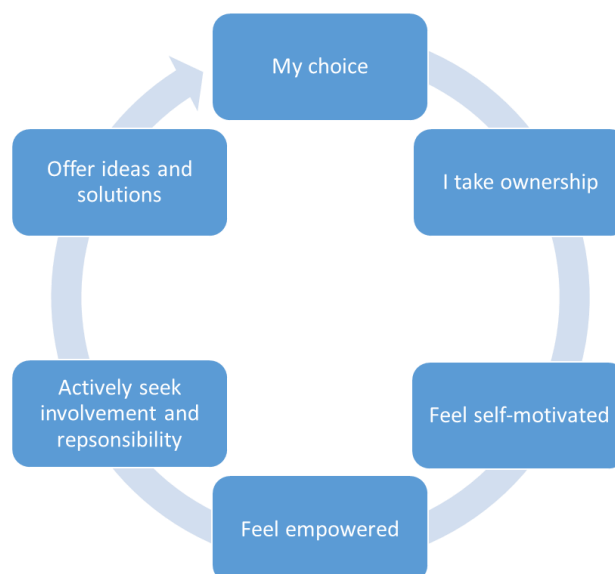 My choice
I take ownership
Feel self-motivated
Feel empowered
Actively seek
involvement and
repsonsibility
Offer ideas and
solutions